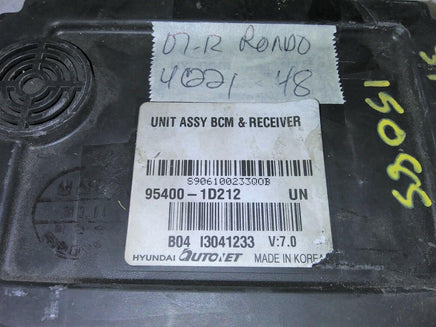 07-12 RONDO
4021 48
UNIT ASSY BCM & RECEIVER
S906100233QOB
95400-1D212 UN
B04 I3041233 V:7.0
HYUNDAI AUTONET MADE IN KOREA
15065